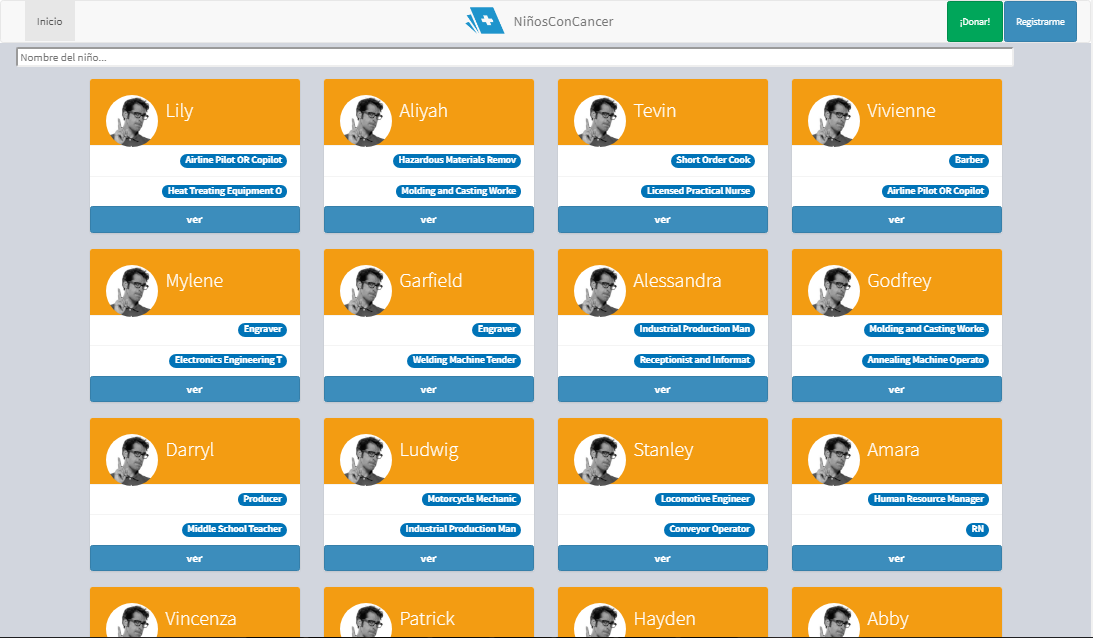 Inicio
NiñosConCancer
¡Donar!
Registrarme
Nombre del niño...
Lily
Aliyah
Tevin
Vivienne
Airline Pilot OR Copilot
Hazardous Materials Remov
Short Order Cook
Barber
Heat Treating Equipment O
Molding and Casting Worke
Licensed Practical Nurse
Airline Pilot OR Copilot
ver
ver
ver
ver
Mylene
Garfield
Alessandra
Godfrey
Engraver
Engraver
Industrial Production Man
Molding and Casting Worke
Electronics Engineering T
Welding Machine Tender
Receptionist and Informat
Annealing Machine Operato
ver
ver
ver
ver
Darryl
Ludwig
Stanley
Amara
Producer
Motorcycle Mechanic
Locomotive Engineer
Human Resource Manager
Middle School Teacher
Industrial Production Man
Conveyor Operator
RN
ver
ver
ver
ver
Vincenza
Patrick
Hayden
Abby